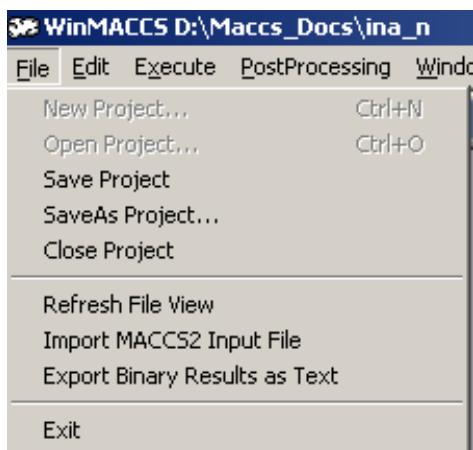 WinMACCS D:\Maccs_Docs\ina_n
File Edit Execute PostProcessing
New Project... Ctrl+N
Open Project... Ctrl+O
Save Project
SaveAs Project...
Close Project
Refresh File View
Import MACCS2 Input File
Export Binary Results as Text
Exit